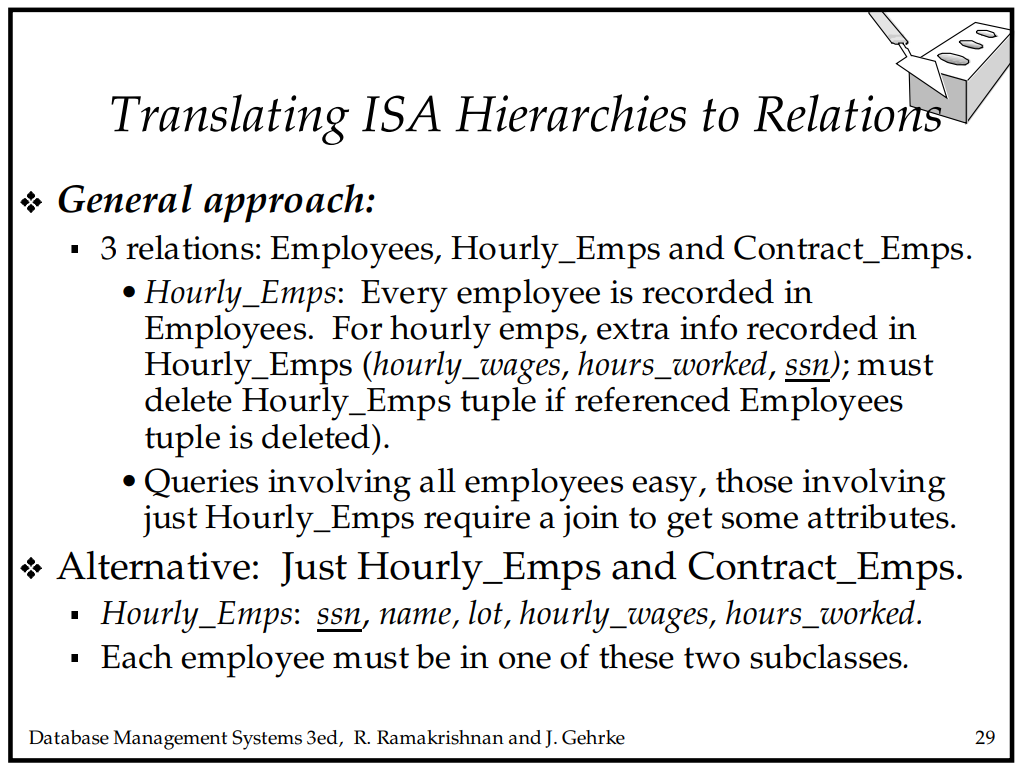 Translating ISA Hierarchies to Relations
❖ General approach:
▪ 3 relations: Employees, Hourly_Emps and Contract_Emps.
• Hourly_Emps: Every employee is recorded in
Employees. For hourly emps, extra info recorded in
Hourly_Emps (hourly_wages, hours_worked, ssn); must
delete Hourly_Emps tuple if referenced Employees
tuple is deleted).
• Queries involving all employees easy, those involving
just Hourly_Emps require a join to get some attributes.
❖ Alternative: Just Hourly_Emps and Contract_Emps.
▪ Hourly_Emps: ssn, name, lot, hourly_wages, hours_worked.
▪ Each employee must be in one of these two subclasses.
Database Management Systems 3ed, R. Ramakrishnan and J. Gehrke 29